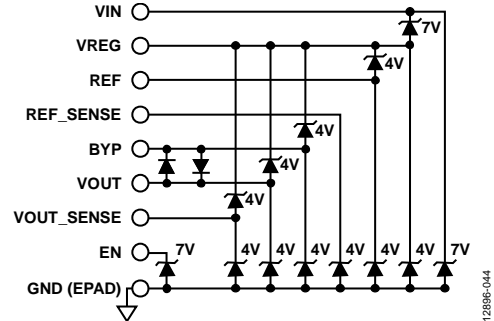 VIN
7V
VREG
4V
REF
REF_SENSE
4V
BYP
4V
VOUT
4V
VOUT_SENSE
EN
7V 4V 4V 4V 4V 4V 4V 7V
GND (EPAD)
12896-044